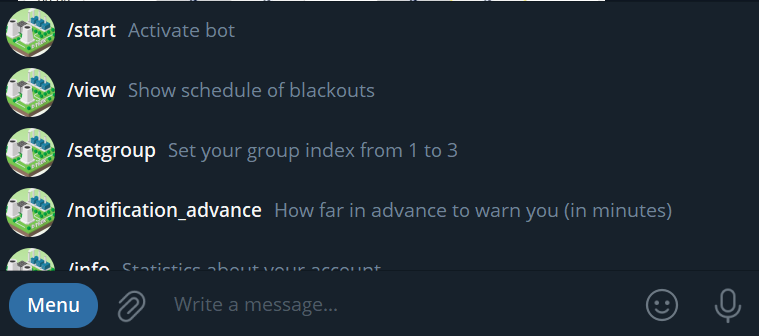 /start Activate bot
/view Show schedule of blackouts
/setgroup Set your group index from 1 to 3
/notification_advance How far in advance to warn you (in minutes)
/info Statistics about your account
Menu Write a message...